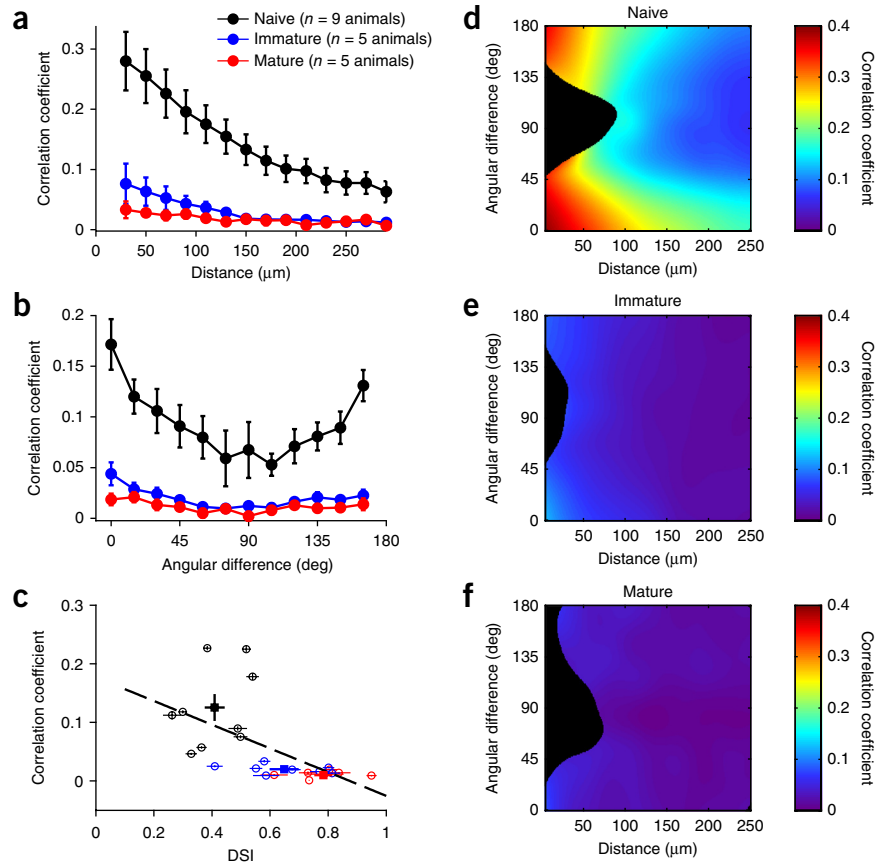 a
Naive (n = 9 animals)
Immature (n = 5 animals)
Mature (n = 5 animals)
Correlation coefficient
0.3
0.2
0.1
0
0
50
100
150
200
250
Distance (μm)
b
Correlation coefficient
0.2
0.15
0.1
0.05
0
0
45
90
135
180
Angular difference (deg)
c
Correlation coefficient
0.3
0.2
0.1
0
0
0.2
0.4
0.6
0.8
1
DSI
d
Naive
Angular difference (deg)
180
135
90
45
0
50
100
150
200
250
Distance (μm)
0.4
0.3
0.2
0.1
0
Correlation coefficient
e
Immature
Angular difference (deg)
180
135
90
45
0
50
100
150
200
250
Distance (μm)
0.4
0.3
0.2
0.1
0
Correlation coefficient
f
Mature
Angular difference (deg)
180
135
90
45
0
50
100
150
200
250
Distance (μm)
0.4
0.3
0.2
0.1
0
Correlation coefficient